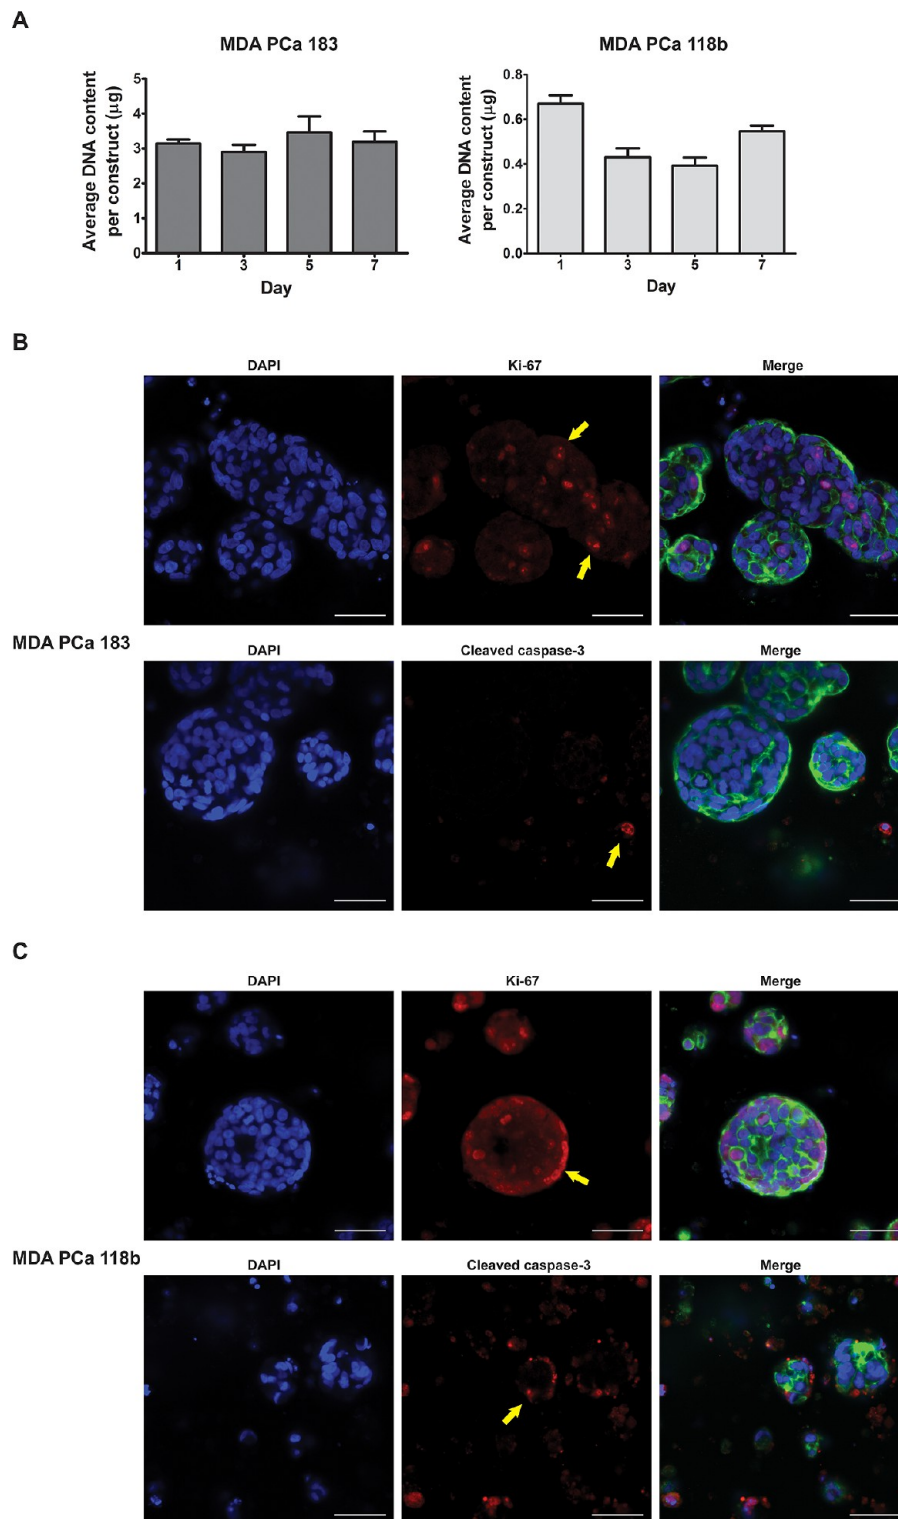 A
MDA PCa 183
MDA PCa 118b
Average DNA content
per construct (µg)
5
4
3
2
1
0
1 3 5 7
Day
Average DNA content
per construct (µg)
0.8
0.6
0.4
0.2
0.0
1 3 5 7
Day
B
DAPI Ki-67 Merge
MDA PCa 183
DAPI Cleaved caspase-3 Merge
C
DAPI Ki-67 Merge
MDA PCa 118b
DAPI Cleaved caspase-3 Merge